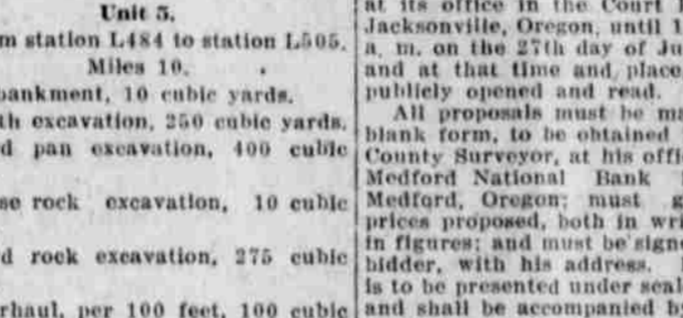 Unit 5.
m station L484 to station L505.
Miles 10.
bankment, 10 cubic yards.
th excavation, 250 cubic yards.
d pan excavation, 400 cubic
se rock excavation, 10 cubic
d rock excavation, 275 cubic
rhaul, per 100 feet, 100 cubic
at its office in the Court
Jacksonville, Oregon, until 1
a. m. on the 27th day of Ju
and at that time and place
publicly opened and read.
All proposals must be ma
blank form, to be obtained
County Surveyor, at his offi
Medford National Bank
Medford, Oregon; must g
prices proposed, both in wri
in figures; and must be signe
bidder, with his address.
is to be presented under seal
and shall be accompanied by